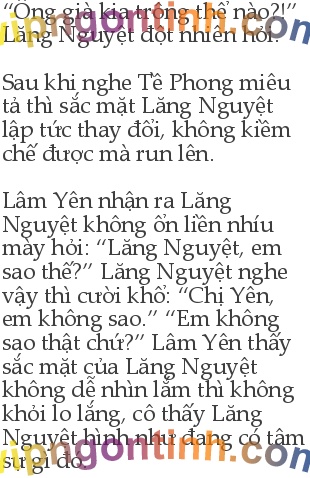 “Ông già kia trông thế nào?!”
Lăng Nguyệt đột nhiên hỏi.
Sau khi nghe Tề Phong miêu
tả thì sắc mặt Lăng Nguyệt
lập tức thay đổi, không kiềm
chế được mà run lên.
Lâm Yên nhận ra Lăng
Nguyệt không ổn liền nhíu
mày hỏi: “Lăng Nguyệt, em
sao thế?” Lăng Nguyệt nghe
vậy thì cười khổ: “Chị Yên,
em không sao.” “Em không
sao thật chứ?” Lâm Yên thấy
sắc mặt của Lăng Nguyệt
không dễ nhìn lắm thì không
khỏi lo lắng, cô thấy Lăng
Nguyệt hình như đang có tâm
sự gì đó.
vipngontinh.com
vipngontinh.com